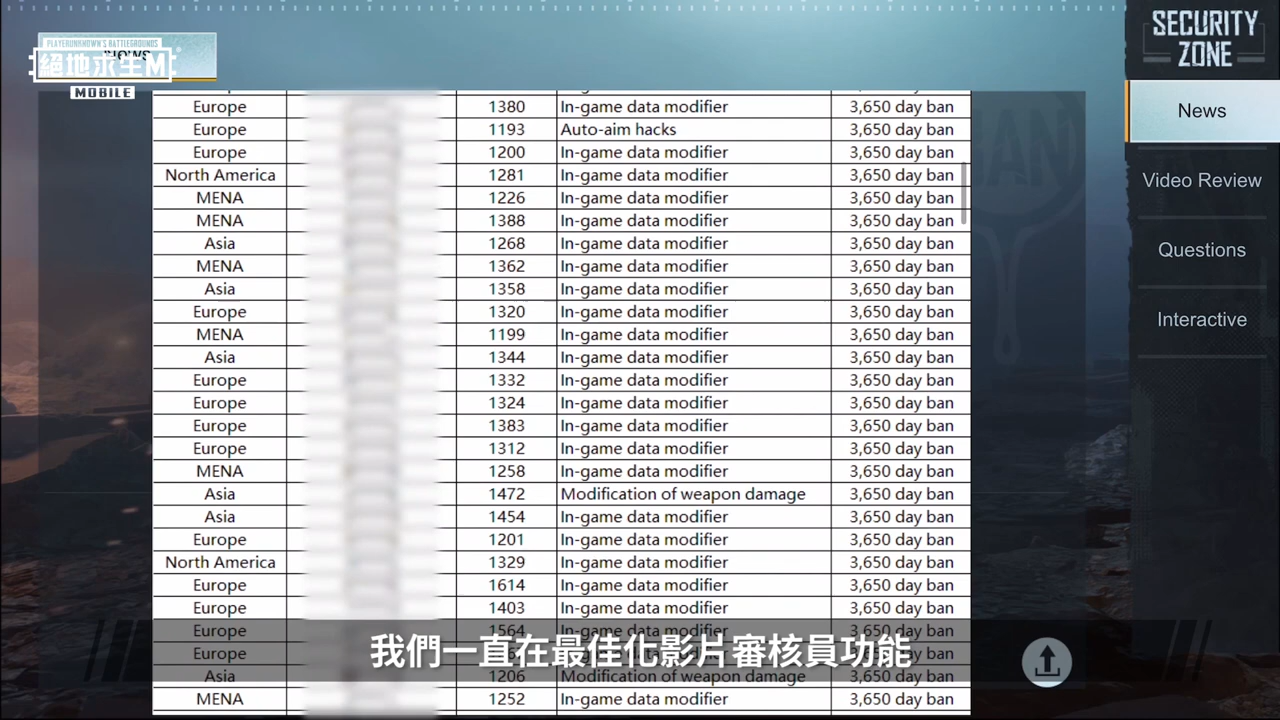 PLAYERUNKNOWN'S BATTLEGROUNDS
絕地求生M
MOBILE
SECURITY
ZONE
News
Video Review
Questions
Interactive
Europe 1380 In-game data modifier 3,650 day ban
Europe 1193 Auto-aim hacks 3,650 day ban
Europe 1200 In-game data modifier 3,650 day ban
North America 1281 In-game data modifier 3,650 day ban
MENA 1226 In-game data modifier 3,650 day ban
MENA 1388 In-game data modifier 3,650 day ban
Asia 1268 In-game data modifier 3,650 day ban
MENA 1362 In-game data modifier 3,650 day ban
Asia 1358 In-game data modifier 3,650 day ban
Europe 1320 In-game data modifier 3,650 day ban
MENA 1199 In-game data modifier 3,650 day ban
Asia 1344 In-game data modifier 3,650 day ban
Europe 1332 In-game data modifier 3,650 day ban
Europe 1324 In-game data modifier 3,650 day ban
Europe 1383 In-game data modifier 3,650 day ban
Europe 1312 In-game data modifier 3,650 day ban
MENA 1258 In-game data modifier 3,650 day ban
Asia 1472 Modification of weapon damage 3,650 day ban
Asia 1454 In-game data modifier 3,650 day ban
Europe 1201 In-game data modifier 3,650 day ban
North America 1329 In-game data modifier 3,650 day ban
Europe 1614 In-game data modifier 3,650 day ban
Europe 1403 In-game data modifier 3,650 day ban
Europe 1564 In-game data modifier 3,650 day ban
Europe 3,650 day ban
Asia 1206 Modification of weapon damage 3,650 day ban
MENA 1252 In-game data modifier 3,650 day ban
我們一直在最佳化影片審核員功能